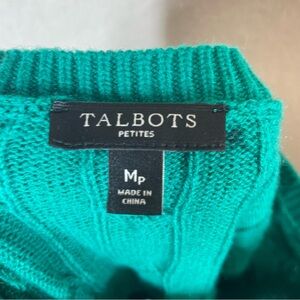 TALBOTS
PETITES
MP
MADE IN
CHINA